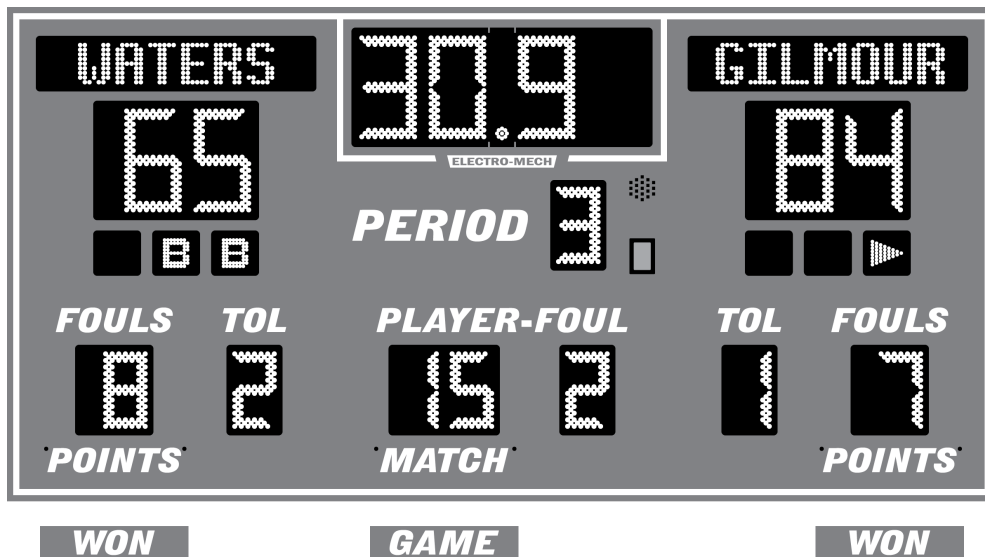 WATERS 30.9 GILMOUR
65 84
ELECTRO-MECH
PERIOD 3
B B
FOULS TOL PLAYER-FOUL TOL FOULS
8 2 15 2 1 7
POINTS MATCH POINTS
WON GAME WON